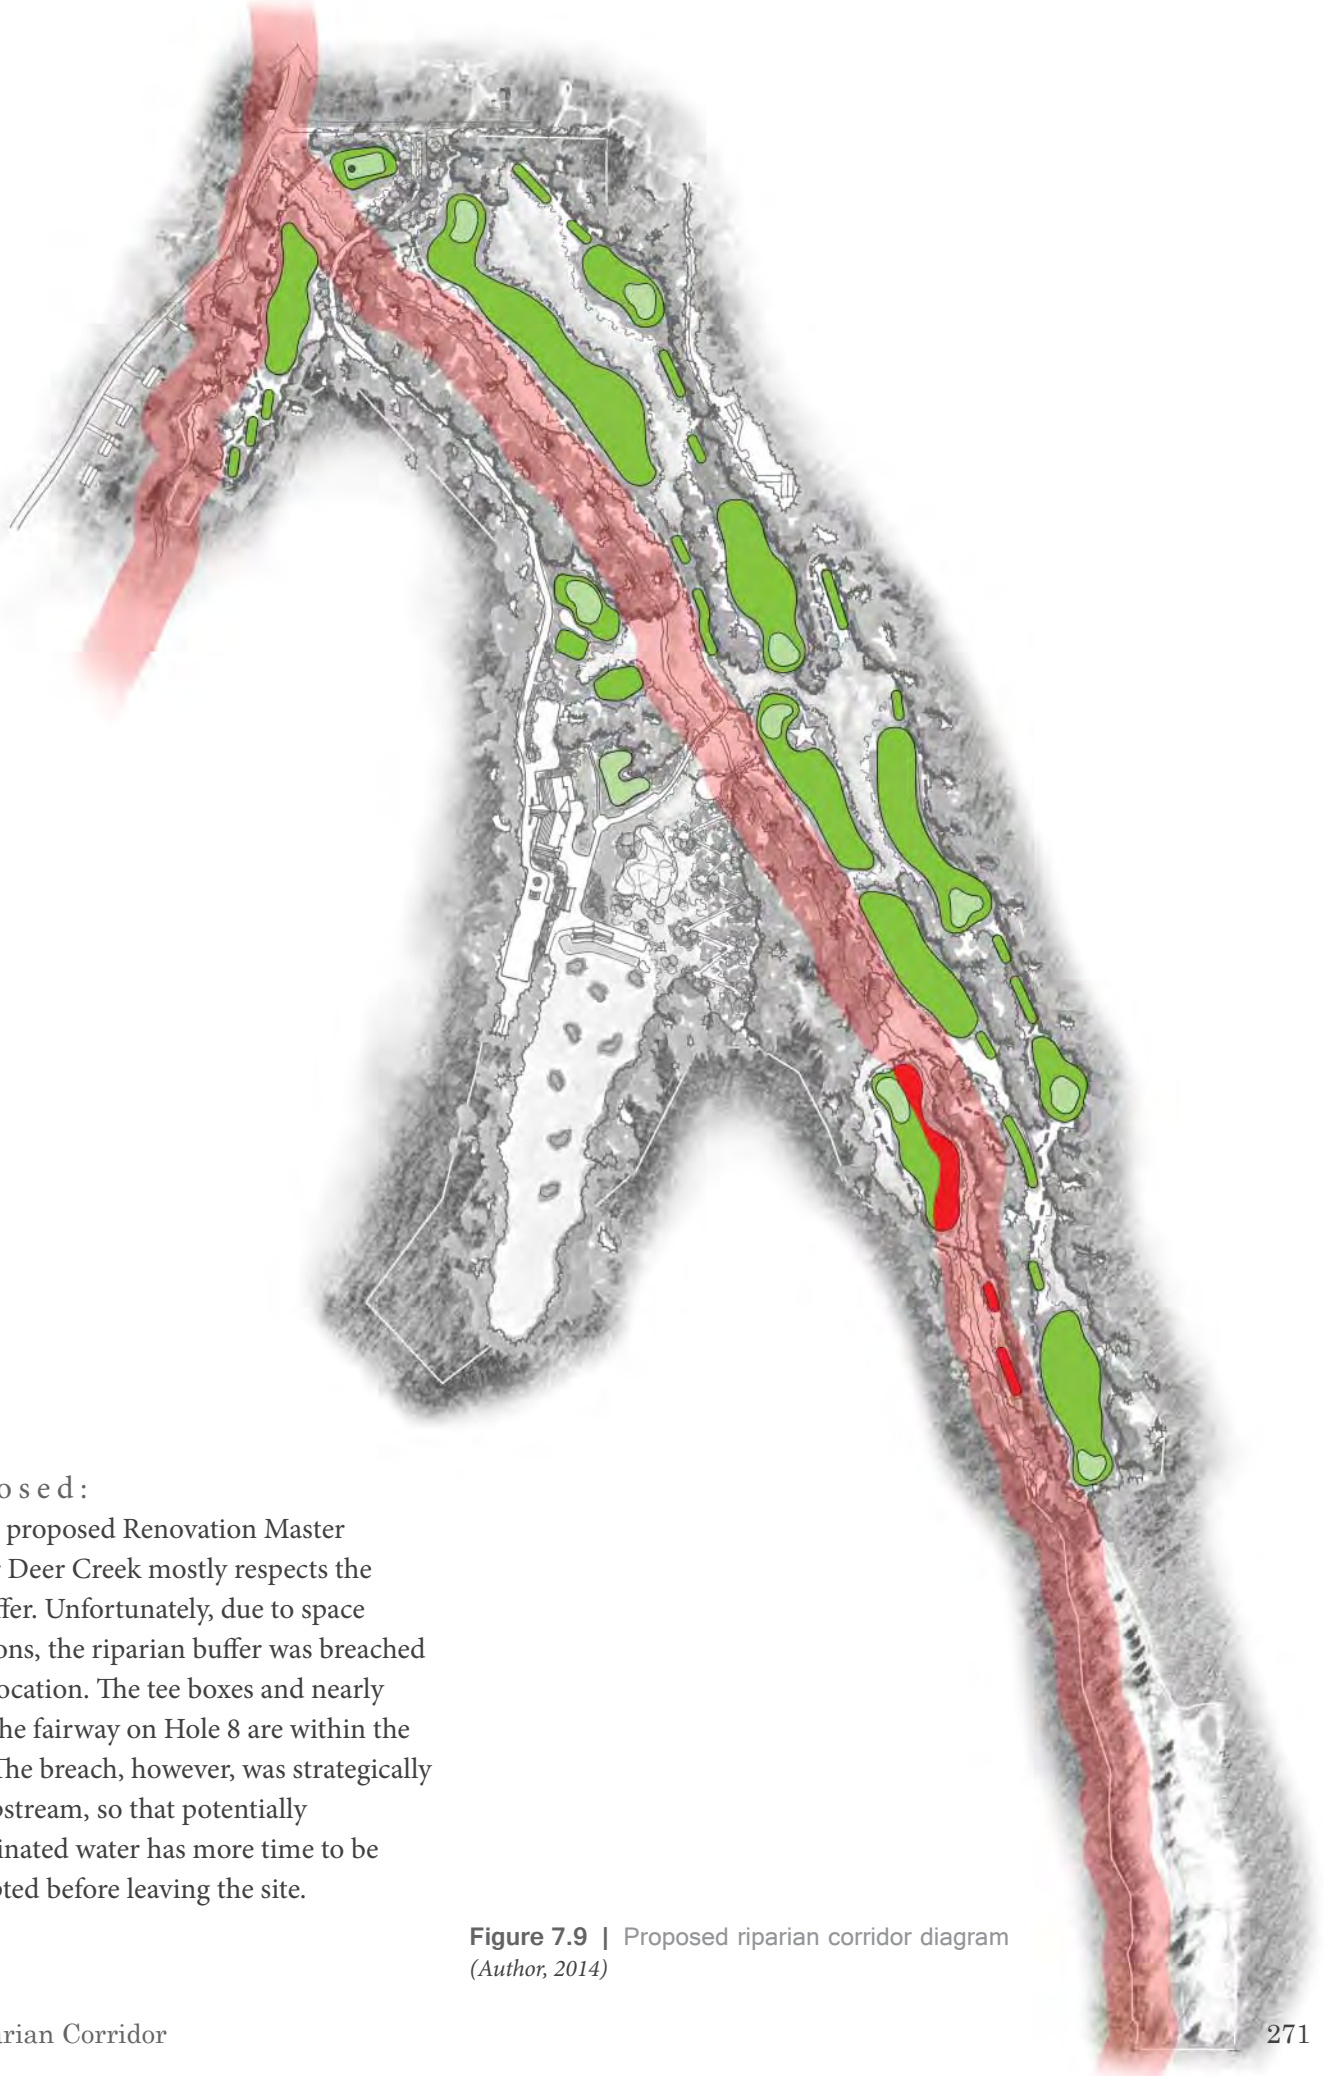 osed:
proposed Renovation Master
Deer Creek mostly respects the
ffer. Unfortunately, due to space
ons, the riparian buffer was breached
ocation. The tee boxes and nearly
he fairway on Hole 8 are within the
The breach, however, was strategically
pstream, so that potentially
inated water has more time to be
ted before leaving the site.
Figure 7.9 | Proposed riparian corridor diagram
(Author, 2014)
arian Corridor
271